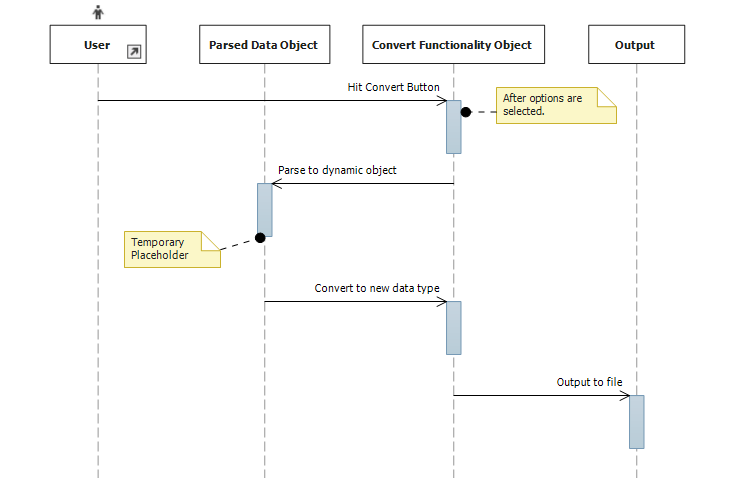 User
Parsed Data Object
Convert Functionality Object
Output
Hit Convert Button
After options are
selected.
Parse to dynamic object
Temporary
Placeholder
Convert to new data type
Output to file